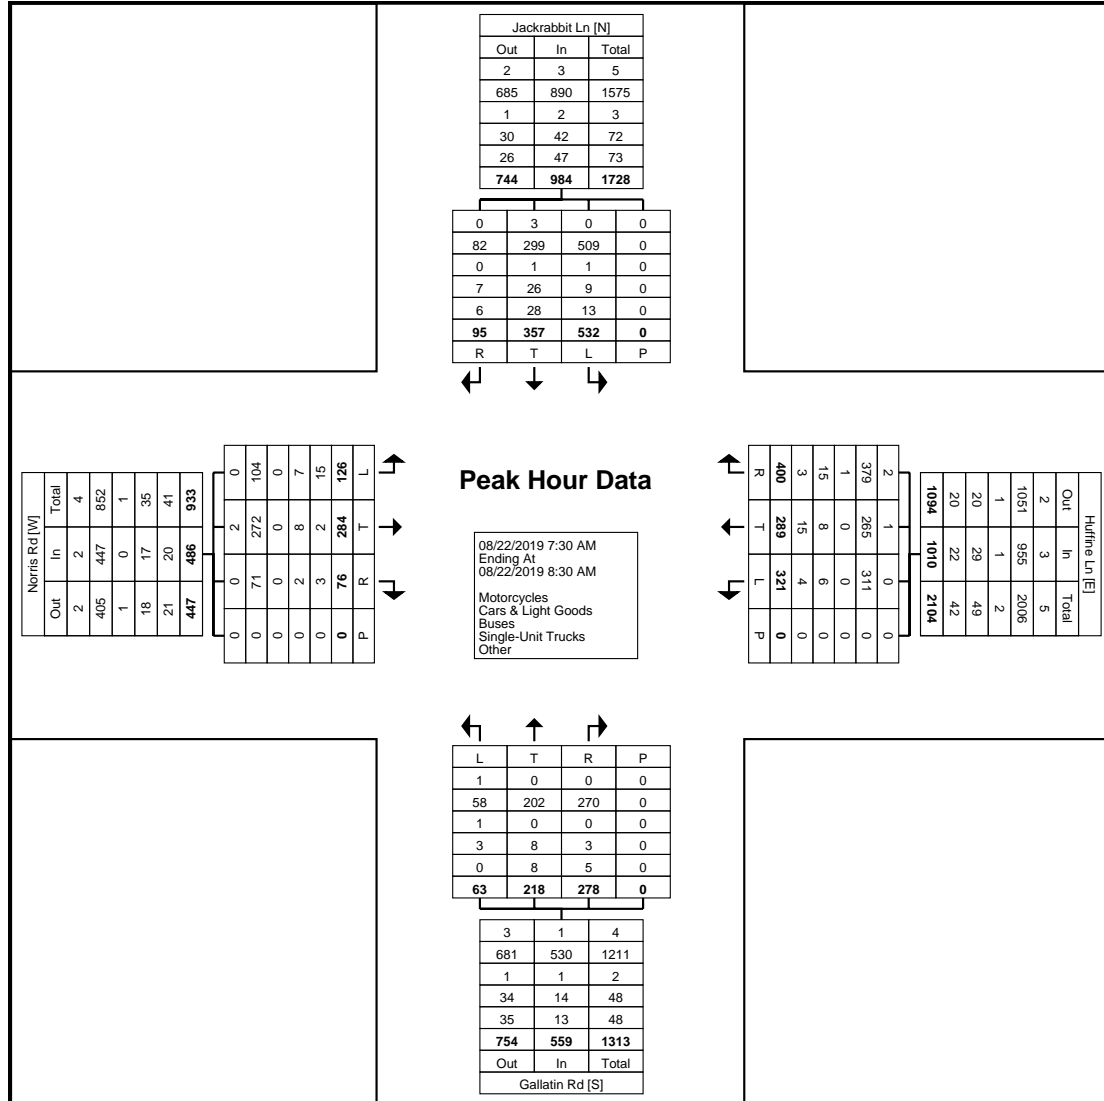 Jackrabbit Ln [N]
Out In Total
2 3 5
685 890 1575
1 2 3
30 42 72
26 47 73
744 984 1728
0 3 0 0
82 299 509 0
0 1 1 0
7 26 9 0
6 28 13 0
95 357 532 0
R T L P
Norris Rd [W]
Total In Out
4 2 2
852 447 405
1 0 1
35 17 18
41 20 21
933 486 447
0 2 0 0
104 272 71 0
0 0 0 0
7 8 2 0
15 2 3 0
126 284 76 0
L T R P
Peak Hour Data
08/22/2019 7:30 AM
Ending At
08/22/2019 8:30 AM
Motorcycles
Cars & Light Goods
Buses
Single-Unit Trucks
Other
Huffine Ln [E]
Out In Total
2 3 5
1051 955 2006
1 1 2
20 29 49
20 22 42
1094 1010 2104
2 1 0 0
379 265 311 0
1 0 0 0
15 8 6 0
3 15 4 0
400 289 321 0
R T L P
L T R P
1 0 0 0
58 202 270 0
1 0 0 0
3 8 3 0
0 8 5 0
63 218 278 0
3 1 4
681 530 1211
1 1 2
34 14 48
35 13 48
754 559 1313
Out In Total
Gallatin Rd [S]